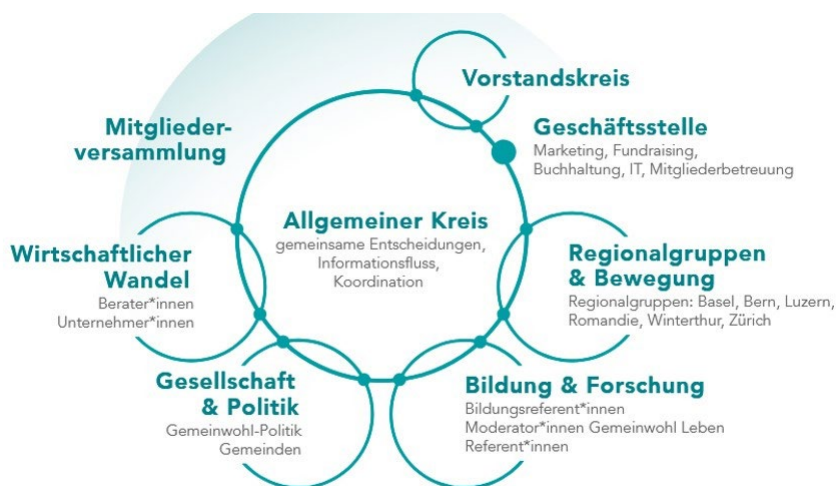 Vorstandskreis
Mitglieder-
versammlung
Geschäftsstelle
Marketing, Fundraising,
Buchhaltung, IT, Mitgliederbetreuung
Allgemeiner Kreis
gemeinsame Entscheidungen,
Informationsfluss,
Koordination
Wirtschaftlicher
Wandel
Berater*innen
Unternehmer*innen
Regionalgruppen
& Bewegung
Regionalgruppen: Basel, Bern, Luzern,
Romandie, Winterthur, Zürich
Gesellschaft
& Politik
Gemeinwohl-Politik
Gemeinden
Bildung & Forschung
Bildungsreferent*innen
Moderator*innen Gemeinwohl Leben
Referent*innen